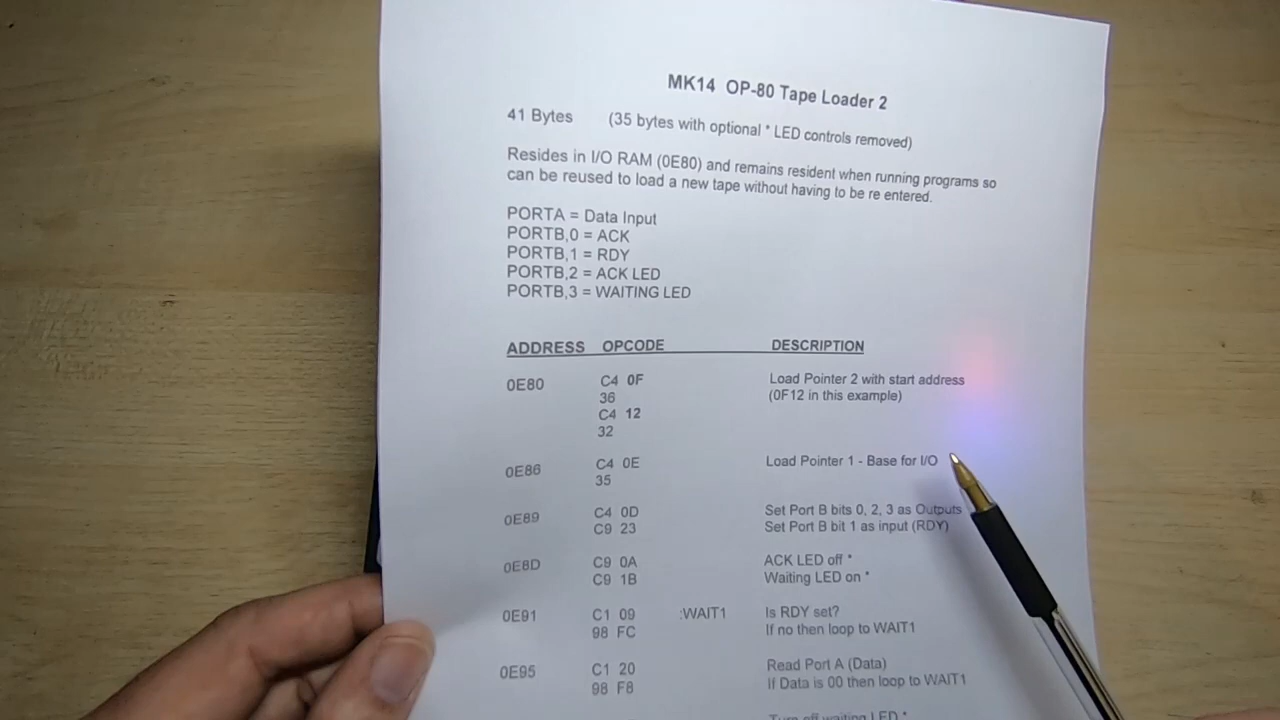 MK14 OP-80 Tape Loader 2
41 Bytes (35 bytes with optional * LED controls removed)
Resides in I/O RAM (0E80) and remains resident when running programs so
can be reused to load a new tape without having to be re entered.
PORTA = Data Input
PORTB,0 = ACK
PORTB,1 = RDY
PORTB,2 = ACK LED
PORTB,3 = WAITING LED
ADDRESS OPCODE DESCRIPTION
0E80 C4 0F Load Pointer 2 with start address
36 (0F12 in this example)
C4 12
32
0E86 C4 0E Load Pointer 1 - Base for I/O
35
0E89 C4 0D Set Port B bits 0, 2, 3 as Outputs
C9 23 Set Port B bit 1 as input (RDY)
0E8D C9 0A ACK LED off *
C9 1B Waiting LED on *
0E91 C1 09 :WAIT1 Is RDY set?
98 FC If no then loop to WAIT1
0E95 C1 20 Read Port A (Data)
98 F8 If Data is 00 then loop to WAIT1
Turn off waiting LED *